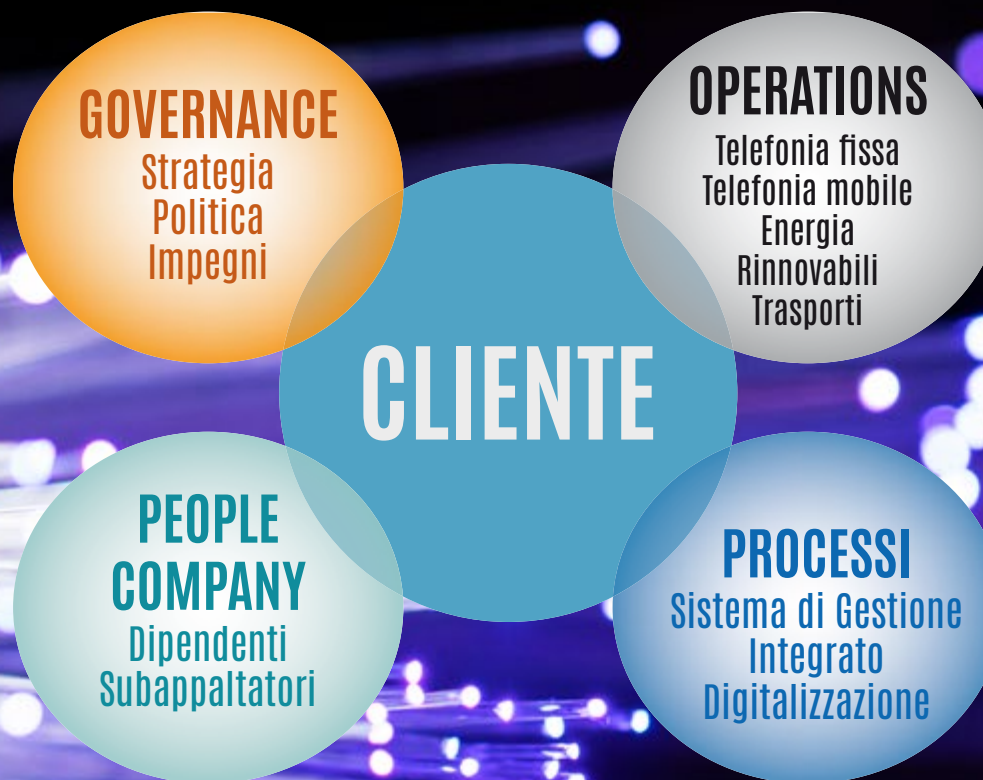 GOVERNANCE
Strategia
Politica
Impegni
OPERATIONS
Telefonia fissa
Telefonia mobile
Energia
Rinnovabili
Trasporti
CLIENTE
PEOPLE
COMPANY
Dipendenti
Subappaltatori
PROCESSI
Sistema di Gestione
Integrato
Digitalizzazione